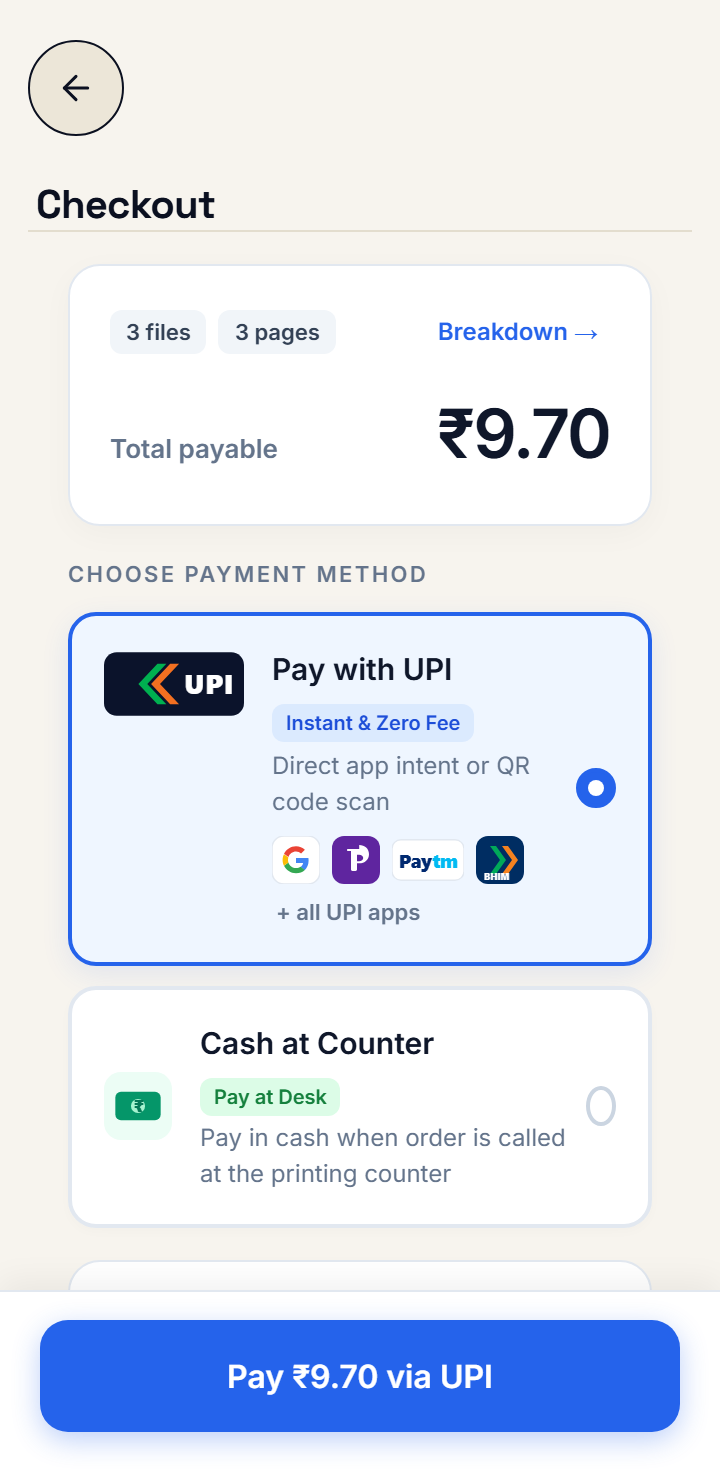 Checkout
3 files 3 pages Breakdown →
Total payable ₹9.70
CHOOSE PAYMENT METHOD
UPI Pay with UPI
Instant & Zero Fee
Direct app intent or QR
code scan
G Paytm BHIM
+ all UPI apps
Cash at Counter
Pay at Desk
₹
Pay in cash when order is called
at the printing counter
Pay ₹9.70 via UPI